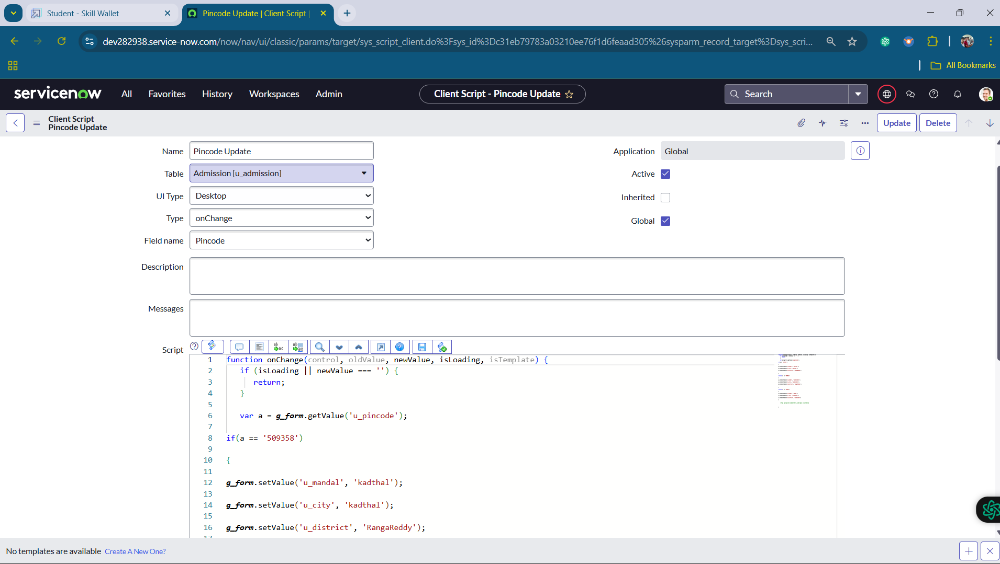 Student - Skill Wallet
Pincode Update | Client Script |
dev282938.service-now.com/now/nav/ui/classic/params/target/sys_script_client.do%3Fsys_id%3Dc31eb79783a03210ee76f1d6feaad305%26sysparm_record_target%3Dsys_scri...
All Bookmarks
servicenow All Favorites History Workspaces Admin Client Script - Pincode Update Search
Client Script
Pincode Update
Update Delete
Name Pincode Update Application Global
Table Admission [u_admission] Active
UI Type Desktop Inherited
Type onChange Global
Field name Pincode
Description
Messages
Script
1 function onChange(control, oldValue, newValue, isLoading, isTemplate) {
2 if (isLoading || newValue === '') {
3 return;
4 }
5
6 var a = g_form.getValue('u_pincode');
7
8 if(a == '509358')
9
10 {
11
12 g_form.setValue('u_mandal', 'kadthal');
13
14 g_form.setValue('u_city', 'kadthal');
15
16 g_form.setValue('u_district', 'RangaReddy');
17
No templates are available Create A New One?